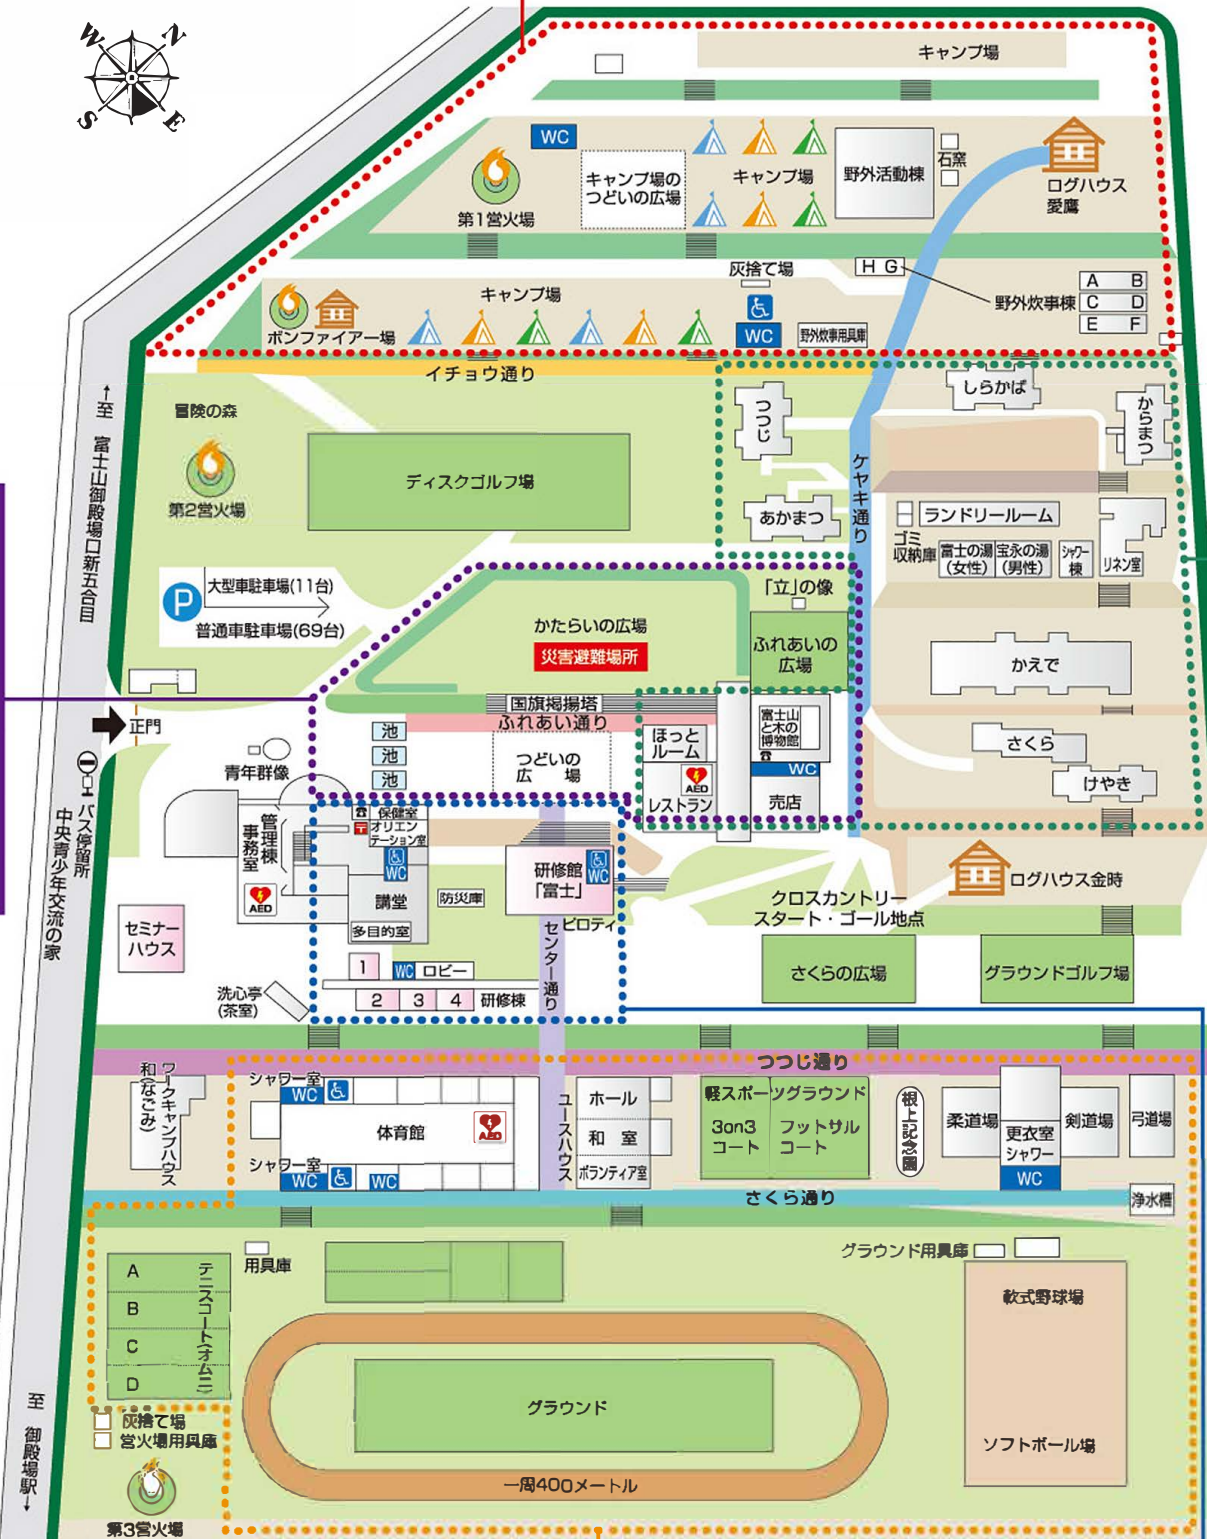 W
N
S
E
キャンプ場
WC
キャンプ場の
つどいの広場
キャンプ場
野外活動棟
石窯
ログハウス
愛鷹
第1営火場
灰捨て場
H G
野外炊事棟
A B
C D
E F
キャンプ場
ボンファイアー場
WC
野外炊事用具庫
イチョウ通り
←至 富士山御殿場口新五合目
冒険の森
第2営火場
ディスクゴルフ場
つつじ
しらかば
からまつ
あかまつ
ケヤキ通り
ランドリールーム
ゴミ
収納庫
富士の湯
(女性)
宝永の湯
(男性)
シャワー
棟
リネン室
P
大型車駐車場(11台)
普通車駐車場(69台)
かたらいの広場
災害避難場所
「立」の像
ふれあいの
広場
かえで
国旗掲揚塔
ふれあい通り
正門
池
池
池
つどいの
広 場
ほっと
ルーム
富士山
と木の
博物館
さくら
青年群像
AED
レストラン
WC
売店
けやき
バス停留所
中央青少年交流の家
管理棟
事務室
保健室
オリエン
テーション室
WC
AED
講堂
多目的室
防災庫
研修館
「富士」
WC
ピロティ
ログハウス金時
クロスカントリー
スタート・ゴール地点
セミナー
ハウス
センター通り
1
WC
ロビー
2
3
4
研修棟
さくらの広場
グラウンドゴルフ場
洗心亭
(茶室)
つつじ通り
ワークキャンプハウス
和(なごみ)
シャワー室
WC
体育館
AED
シャワー室
WC
WC
ユースハウス
ホール
和 室
ボランティア室
軽スポーツグラウンド
3on3
コート
フットサル
コート
根上記念園
柔道場
更衣室
シャワー
WC
剣道場
弓道場
さくら通り
浄水槽
用具庫
グラウンド用具庫
A
B
C
D
テニスコート(オムニ)
軟式野球場
グラウンド
ソフトボール場
一周400メートル
灰捨て場
営火場用具庫
第3営火場
至 御殿場駅→